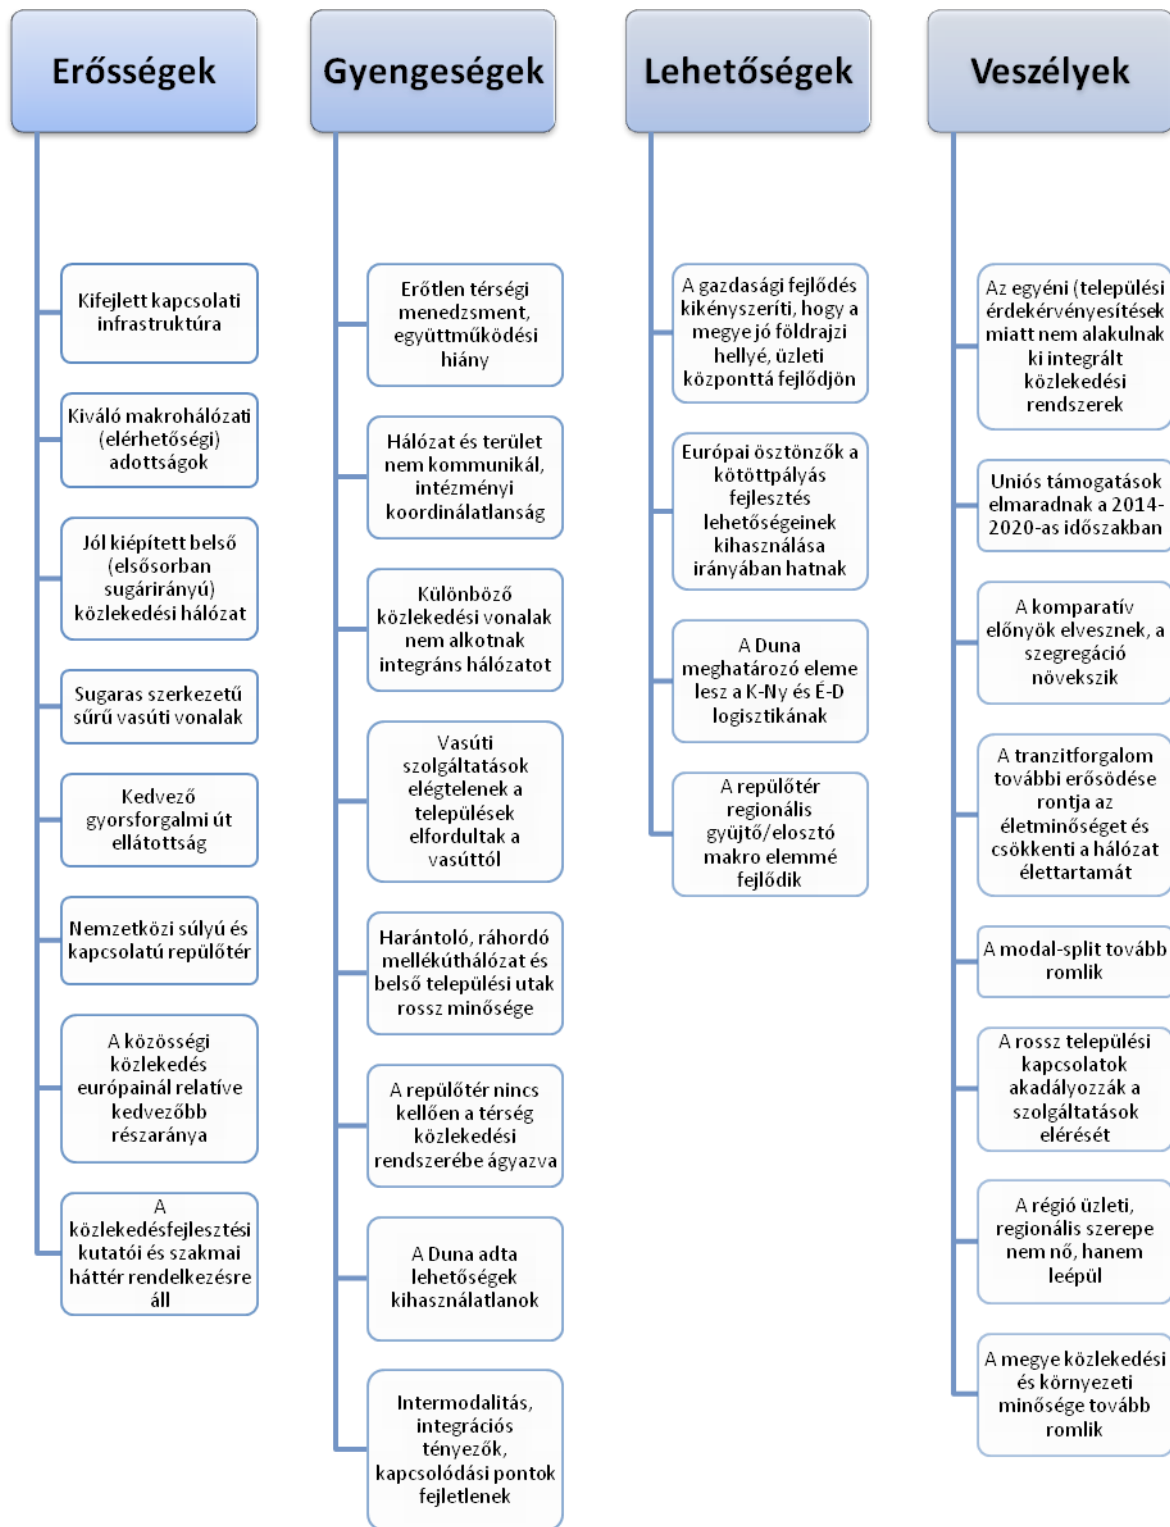 Erősségek
Kifejlett kapcsolati
infrastruktúra
Kiváló makrohálózati
(elérhetőségi)
adottságok
Jól kiépített belső
(elsősorban
sugárirányú)
közlekedési hálózat
Sugaras szerkezetű
sűrű vasúti vonalak
Kedvező
gyorsforgalmi út
ellátottság
Nemzetközi súlyú és
kapcsolatú repülőtér
A közösségi
közlekedés
európainál relatíve
kedvezőbb
részaránya
A
közlekedésfejlesztési
kutatói és szakmai
háttér rendelkezésre
áll
Gyengeségek
Erőtlen térségi
menedzsment,
együttműködési
hiány
Hálózat és terület
nem kommunikál,
intézményi
koordinálatlanság
Különböző
közlekedési vonalak
nem alkotnak
integráns hálózatot
Vasúti
szolgáltatások
elégtelenek a
települések
elfordultak a
vasúttól
Harántoló, ráhordó
mellékúthálózat és
belső települési utak
rossz minősége
A repülőtér nincs
kellően a térség
közlekedési
rendszerébe ágyazva
A Duna adta
lehetőségek
kihasználatlanok
Intermodalitás,
integrációs
tényezők,
kapcsolódási pontok
fejletlenek
Lehetőségek
A gazdasági fejlődés
kikényszeríti, hogy a
megye jó földrajzi
hellyé, üzleti
központtá fejlődjön
Európai ösztönzők a
kötöttpályás
fejlesztés
lehetőségeinek
kihasználása
irányában hatnak
A Duna
meghatározó eleme
lesz a K-Ny és É-D
logisztikának
A repülőtér
regionális
gyüjtő/elosztó
makro elemmé
fejlődik
Veszélyek
Az egyéni (települési
érdekérvényesítések
miatt nem alakulnak
ki integrált
közlekedési
rendszerek
Uniós támogatások
elmaradnak a 2014-
2020-as időszakban
A komparatív
előnyök elvesznek, a
szegregáció
növekszik
A tranzitforgalom
további erősödése
rontja az
életminőséget és
csökkenti a hálózat
élettartamát
A modal-split tovább
romlik
A rossz települési
kapcsolatok
akadályozzák a
szolgáltatások
elérését
A régió üzleti,
regionális szerepe
nem nő, hanem
leépül
A megye közlekedési
és környezeti
minősége tovább
romlik